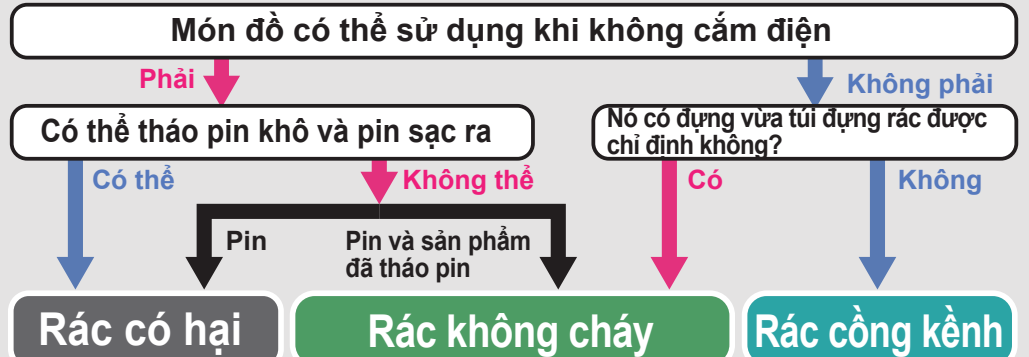 Món đồ có thể sử dụng khi không cắm điện
Phải
Không phải
Có thể tháo pin khô và pin sạc ra
Nó có đựng vừa túi đựng rác được
chỉ định không?
Có thể
Không thể
Có
Không
Pin
Pin và sản phẩm
đã tháo pin
Rác có hại
Rác không cháy
Rác cồng kềnh